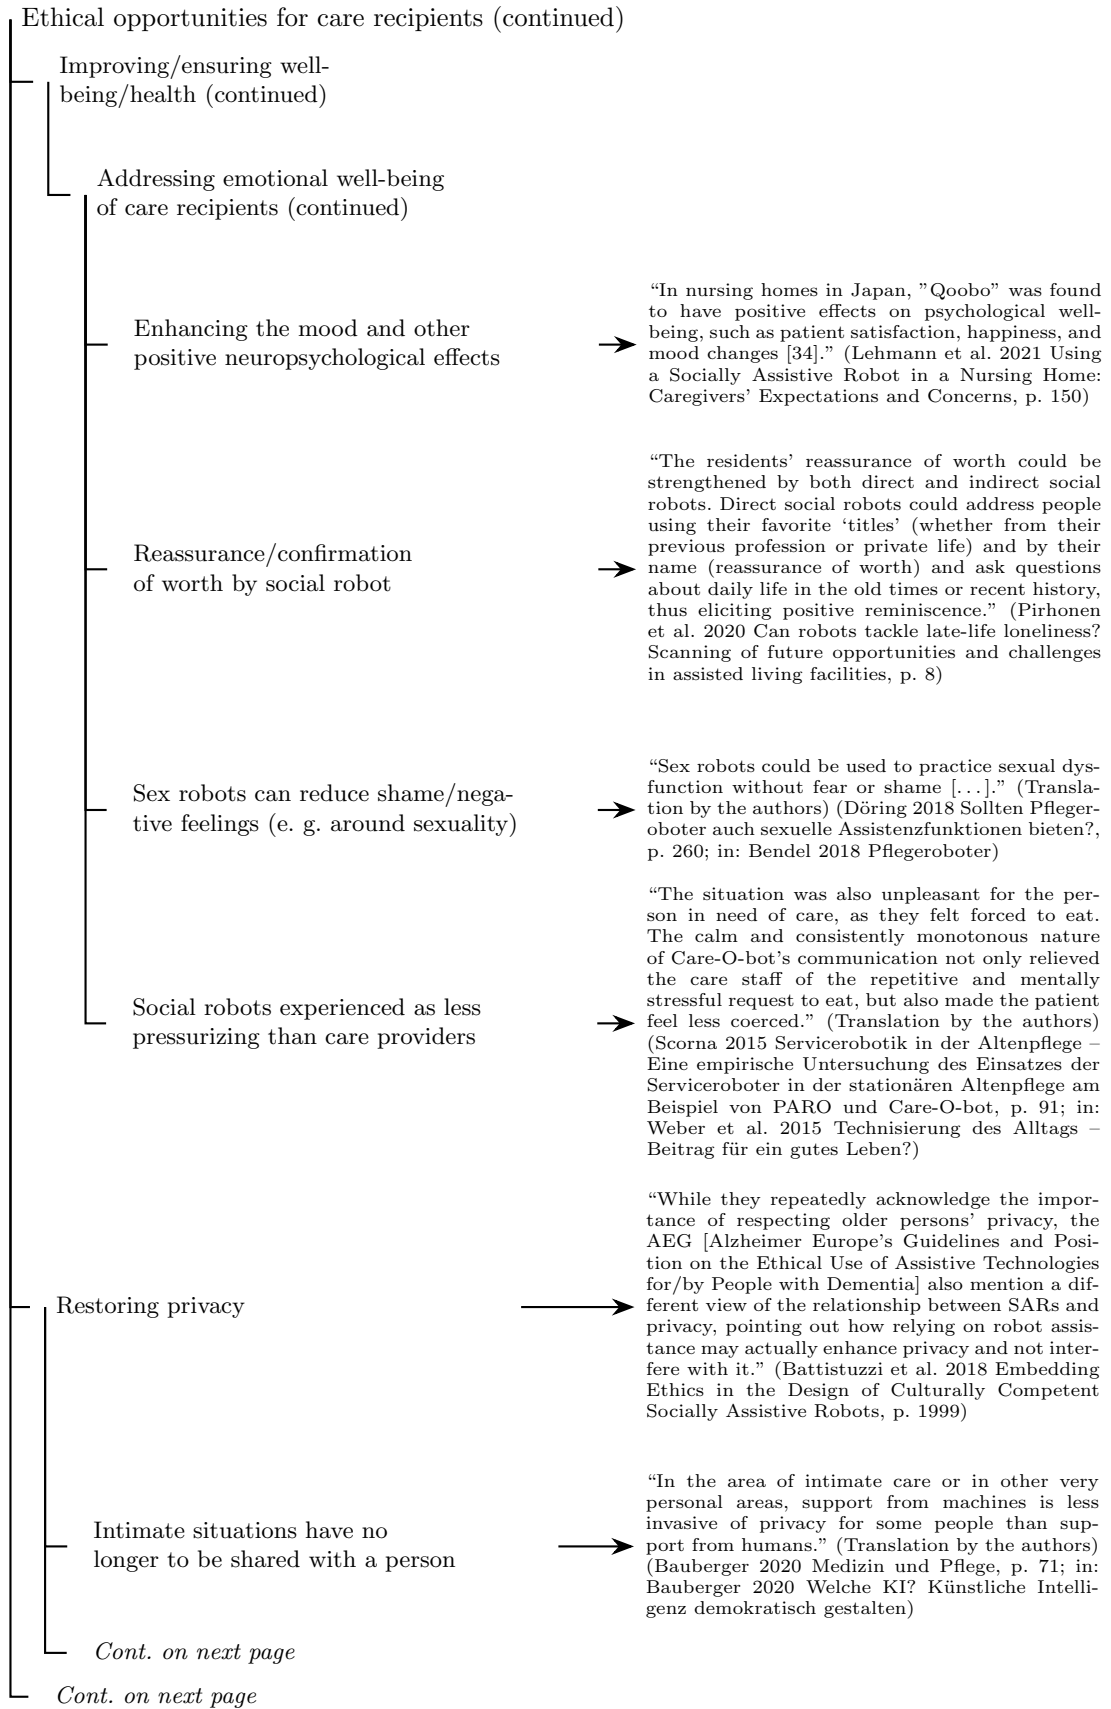 Ethical opportunities for care recipients (continued)
Improving/ensuring well-
being/health (continued)
Addressing emotional well-being
of care recipients (continued)
Enhancing the mood and other
positive neuropsychological effects
“In nursing homes in Japan, ”Qoobo” was found
to have positive effects on psychological well-
being, such as patient satisfaction, happiness, and
mood changes [34].” (Lehmann et al. 2021 Using
a Socially Assistive Robot in a Nursing Home:
Caregivers’ Expectations and Concerns, p. 150)
Reassurance/confirmation
of worth by social robot
“The residents’ reassurance of worth could be
strengthened by both direct and indirect social
robots. Direct social robots could address people
using their favorite ‘titles’ (whether from their
previous profession or private life) and by their
name (reassurance of worth) and ask questions
about daily life in the old times or recent history,
thus eliciting positive reminiscence.” (Pirhonen
et al. 2020 Can robots tackle late-life loneliness?
Scanning of future opportunities and challenges
in assisted living facilities, p. 8)
Sex robots can reduce shame/nega-
tive feelings (e. g. around sexuality)
“Sex robots could be used to practice sexual dys-
function without fear or shame [...].” (Transla-
tion by the authors) (Döring 2018 Sollten Pfleger-
oboter auch sexuelle Assistenzfunktionen bieten?,
p. 260; in: Bendel 2018 Pflegeroboter)
Social robots experienced as less
pressurizing than care providers
“The situation was also unpleasant for the per-
son in need of care, as they felt forced to eat.
The calm and consistently monotonous nature
of Care-O-bot’s communication not only relieved
the care staff of the repetitive and mentally
stressful request to eat, but also made the patient
feel less coerced.” (Translation by the authors)
(Scorna 2015 Servicerobotik in der Altenpflege –
Eine empirische Untersuchung des Einsatzes der
Serviceroboter in der stationären Altenpflege am
Beispiel von PARO und Care-O-bot, p. 91; in:
Weber et al. 2015 Technisierung des Alltags –
Beitrag für ein gutes Leben?)
Restoring privacy
“While they repeatedly acknowledge the impor-
tance of respecting older persons’ privacy, the
AEG [Alzheimer Europe’s Guidelines and Posi-
tion on the Ethical Use of Assistive Technologies
for/by People with Dementia] also mention a dif-
ferent view of the relationship between SARs and
privacy, pointing out how relying on robot assis-
tance may actually enhance privacy and not inter-
fere with it.” (Battistuzzi et al. 2018 Embedding
Ethics in the Design of Culturally Competent
Socially Assistive Robots, p. 1999)
Intimate situations have no
longer to be shared with a person
“In the area of intimate care or in other very
personal areas, support from machines is less
invasive of privacy for some people than sup-
port from humans.” (Translation by the authors)
(Bauberger 2020 Medizin und Pflege, p. 71; in:
Bauberger 2020 Welche KI? Künstliche Intelli-
genz demokratisch gestalten)
Cont. on next page
Cont. on next page